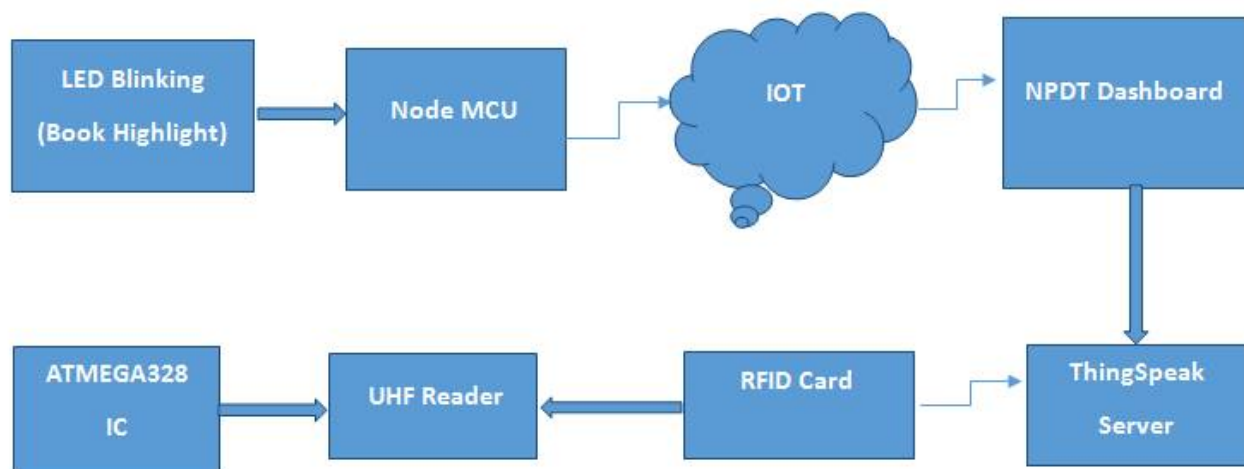 LED Blinking
(Book Highlight)
Node MCU
IOT
NPDT Dashboard
ATMEGA328
IC
UHF Reader
RFID Card
ThingSpeak
Server